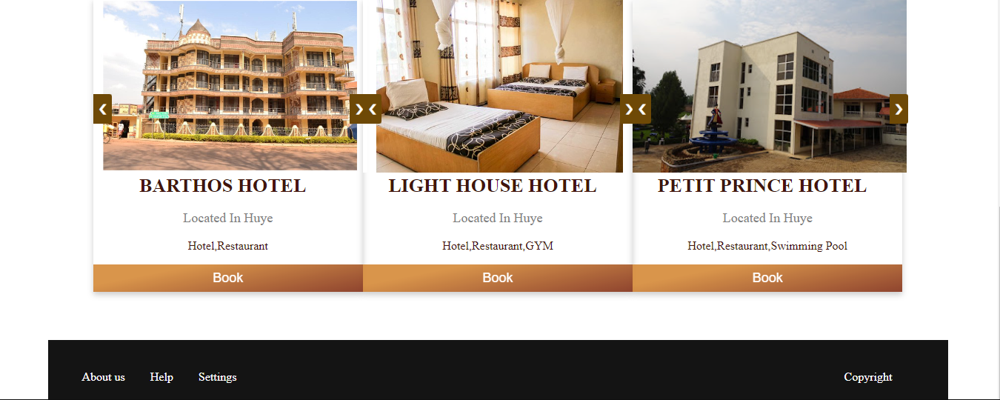 ❮
❯
❮
❯
❮
❯
BARTHOS HOTEL
LIGHT HOUSE HOTEL
PETIT PRINCE HOTEL
Located In Huye
Located In Huye
Located In Huye
Hotel,Restaurant
Hotel,Restaurant,GYM
Hotel,Restaurant,Swimming Pool
Book
Book
Book
About us
Help
Settings
Copyright